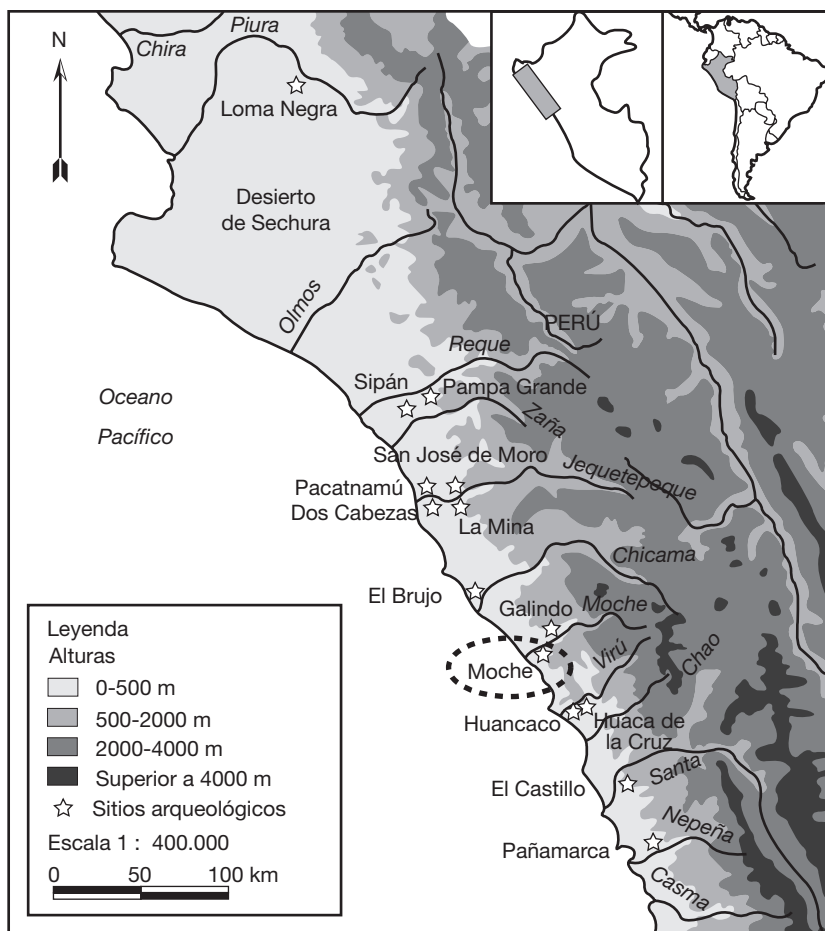 N
Piura
Chira
Loma Negra
Desierto
de Sechura
Olmos
PERÚ
Reque
Oceano
Pacífico
Sipán
Pampa Grande
Zaña
San José de Moro
Jequetepeque
Pacatnamú
Dos Cabezas
La Mina
Chicama
El Brujo
Galindo
Moche
Moche
Virú
Chao
Huancaco
Huaca de
la Cruz
El Castillo
Santa
Nepeña
Pañamarca
Casma
Leyenda
Alturas
0-500 m
500-2000 m
2000-4000 m
Superior a 4000 m
Sitios arqueológicos
Escala 1 : 400.000
0 50 100 km